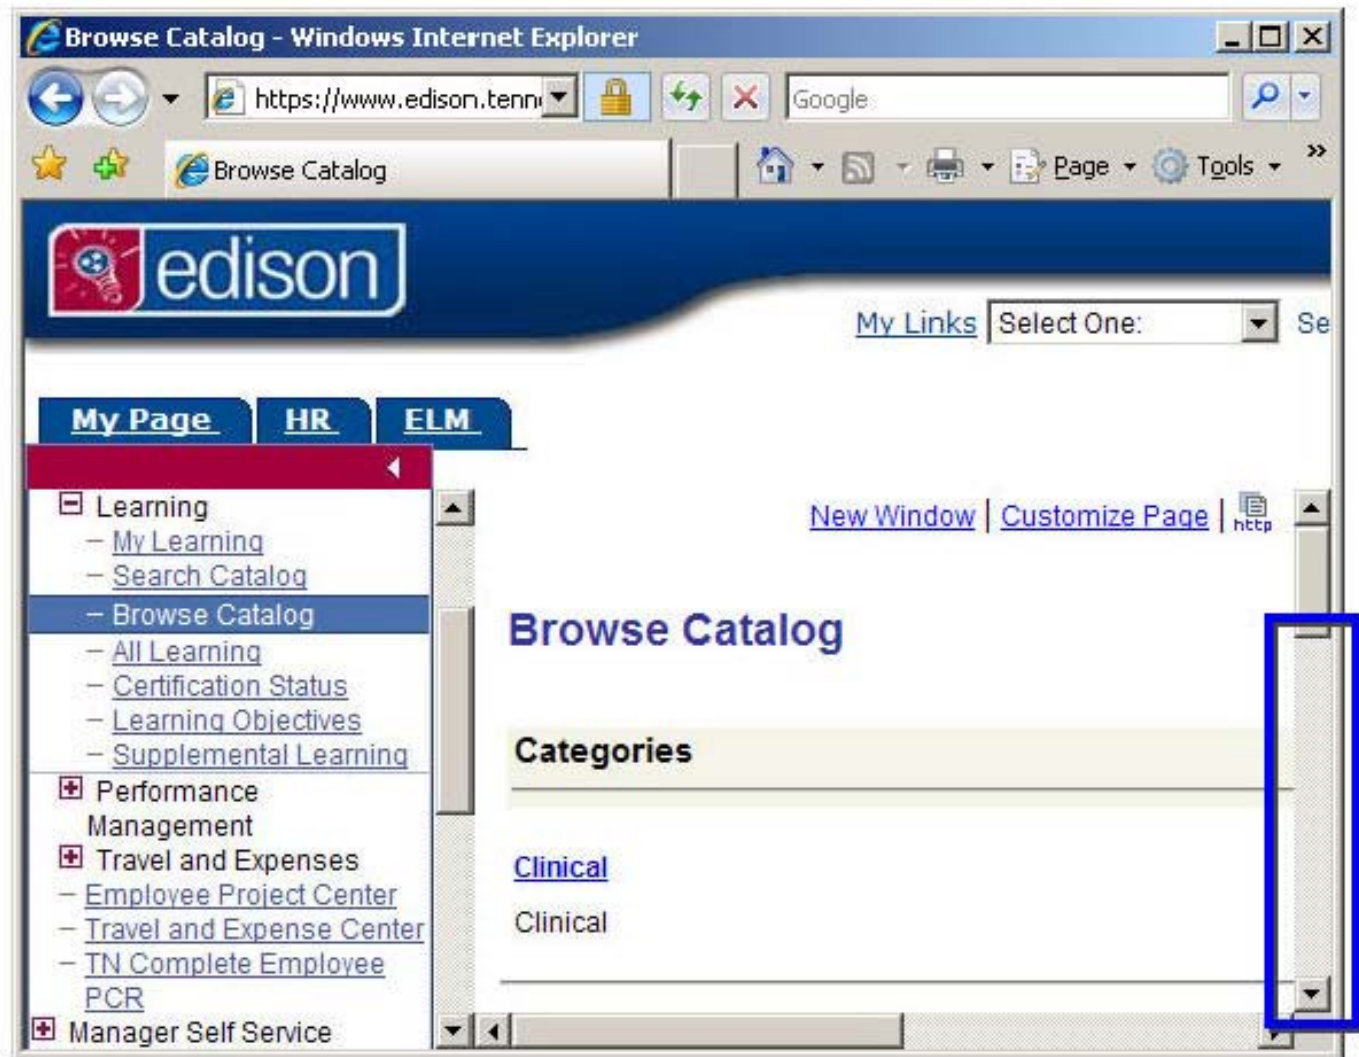 Browse Catalog - Windows Internet Explorer
https://www.edison.tenn
Google
Browse Catalog
Page
Tools
»
edison
My Links Select One: Se
My Page HR ELM
Learning
– My Learning
– Search Catalog
– Browse Catalog
– All Learning
– Certification Status
– Learning Objectives
– Supplemental Learning
Performance
Management
Travel and Expenses
– Employee Project Center
– Travel and Expense Center
– TN Complete Employee
PCR
Manager Self Service
New Window | Customize Page | http
Browse Catalog
Categories
Clinical
Clinical